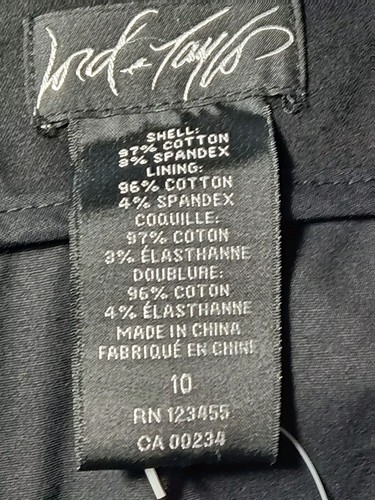 Lord & Taylor
SHELL:
97% COTTON
3% SPANDEX
LINING:
96% COTTON
4% SPANDEX
COQUILLE:
97% COTON
3% ÉLASTHANNE
DOUBLURE:
96% COTON
4% ÉLASTHANNE
MADE IN CHINA
FABRIQUÉ EN CHINE
10
RN 123455
CA 00234